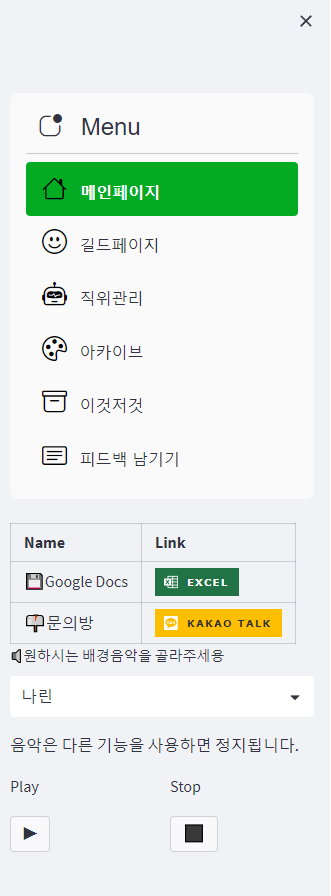 Menu
메인페이지
길드페이지
직위관리
아카이브
이것저것
피드백 남기기
Name Link
Google Docs EXCEL
문의방 KAKAO TALK
원하시는 배경음악을 골라주세용
나린
음악은 다른 기능을 사용하면 정지됩니다.
Play Stop